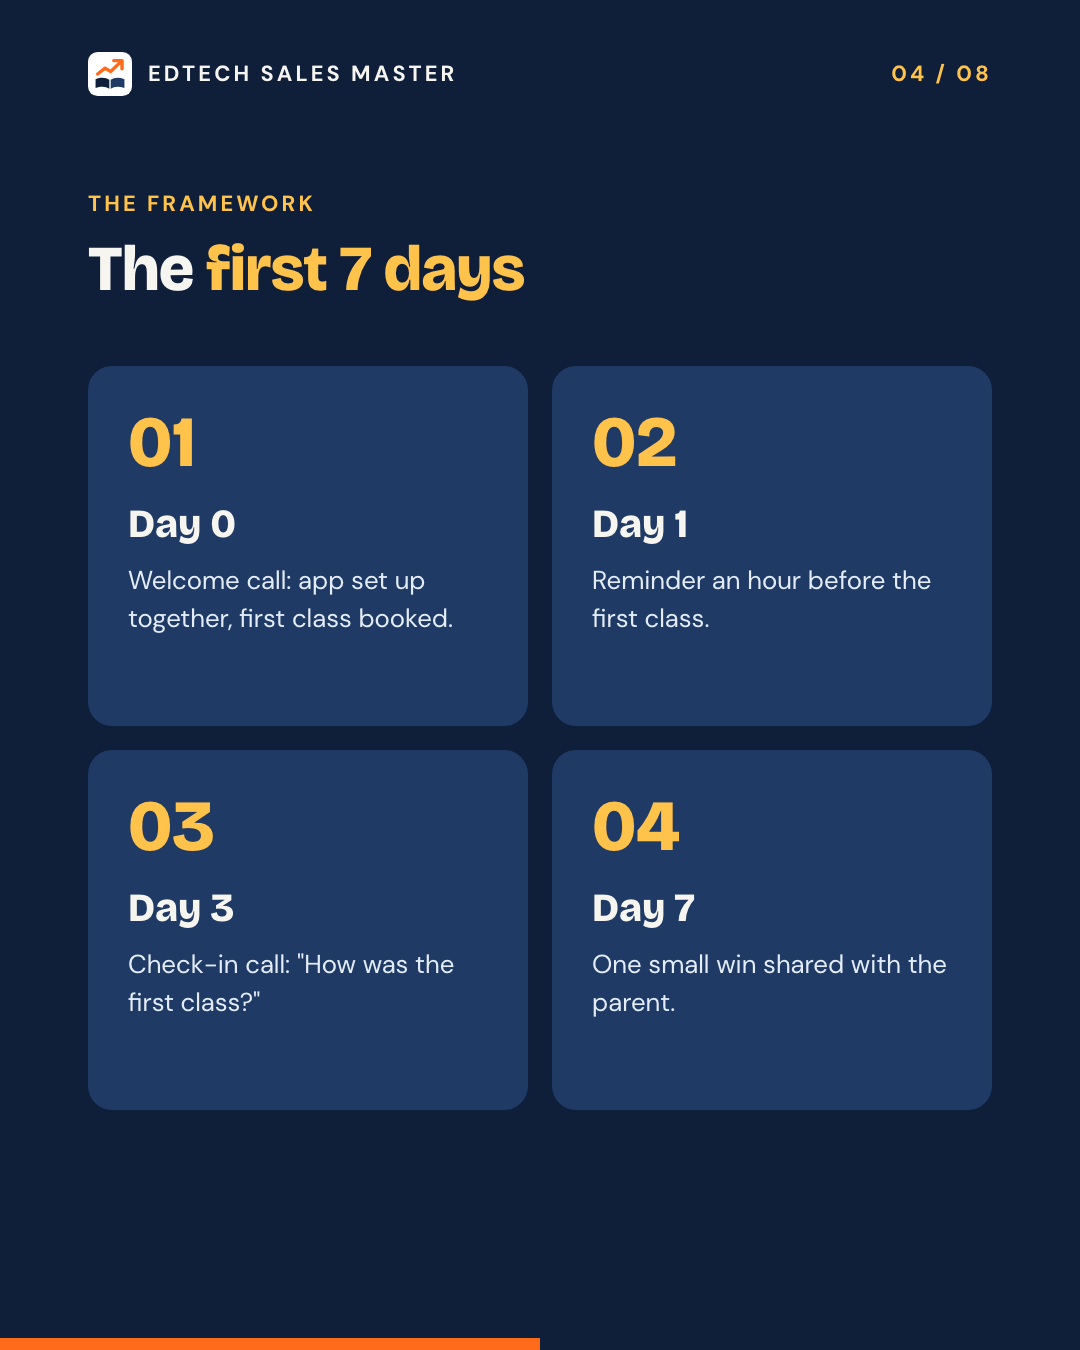 EDTECH SALES MASTER
04 / 08
THE FRAMEWORK
The first 7 days
01
Day 0
Welcome call: app set up
together, first class booked.
02
Day 1
Reminder an hour before the
first class.
03
Day 3
Check-in call: "How was the
first class?"
04
Day 7
One small win shared with the
parent.